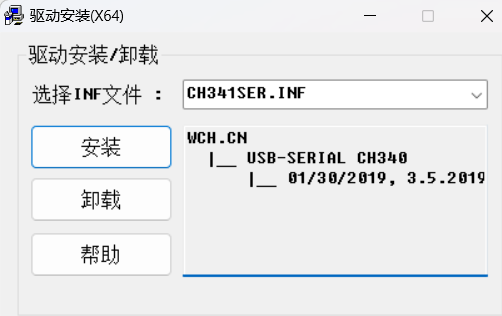 驱动安装(X64)
驱动安装/卸载
选择INF文件 : CH341SER.INF
安装
卸载
帮助
WCH.CN
|__ USB-SERIAL CH340
|__ 01/30/2019, 3.5.2019